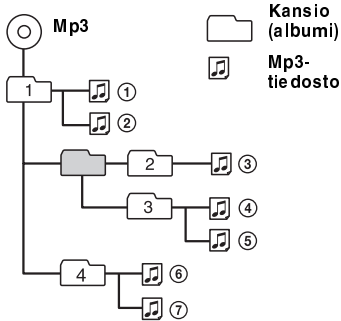 Mp3
Kansio
(albumi)
Mp3-
tiedosto
1
①
②
2
③
3
④
⑤
4
⑥
⑦